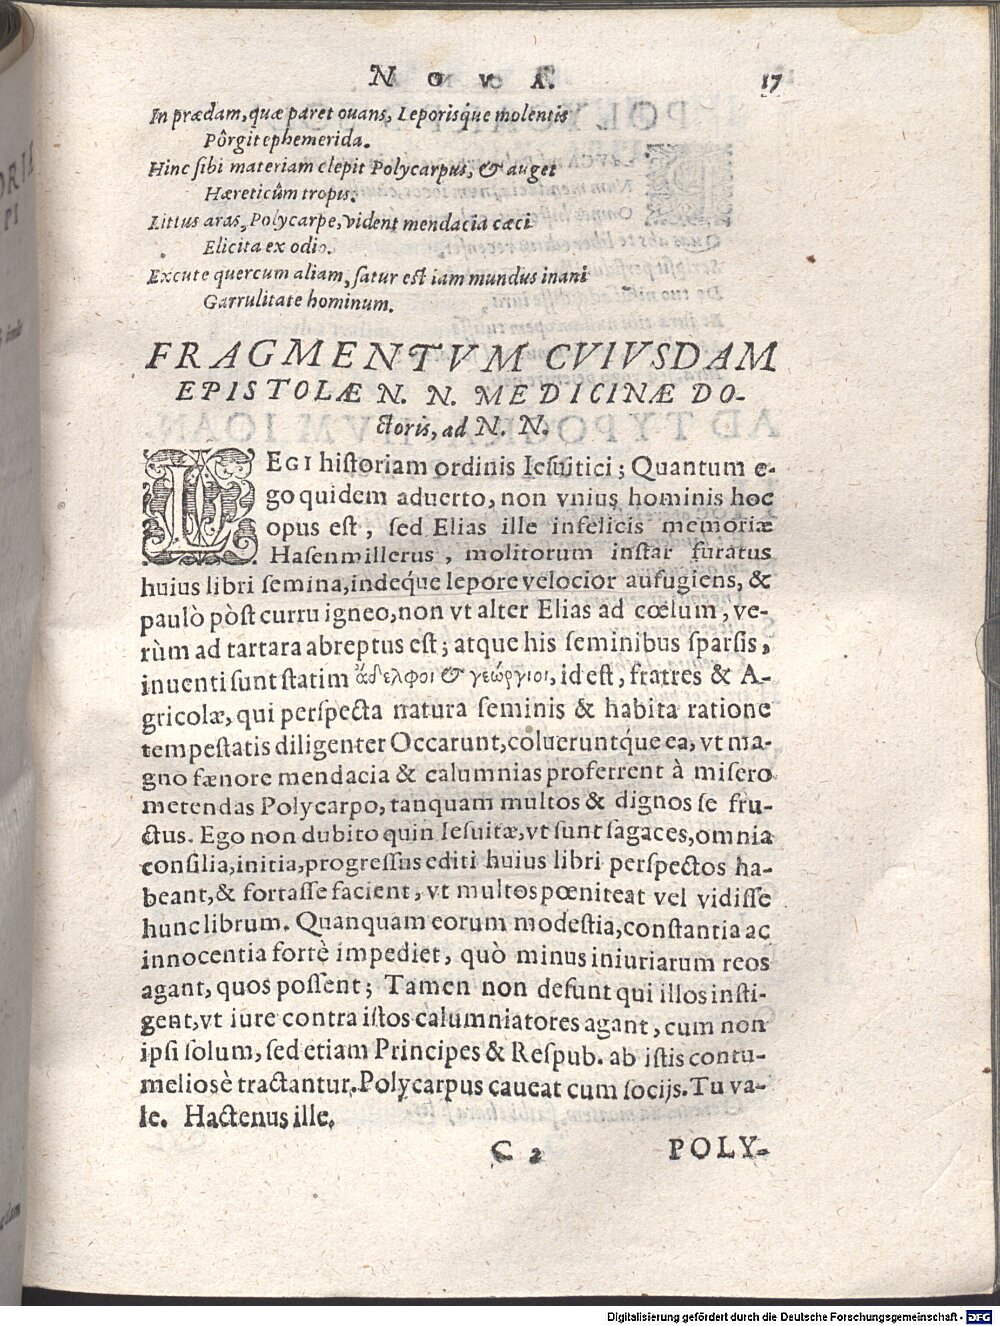 NOVA. 17
In prædam, quæ paret ouans, Leporisque molentis
Pôrgit ephemerida.
Hinc sibi materiam clepit Polycarpus, & auget
Hæreticûm tropis.
Littus aras, Polycarpe, vident mendacia cæci
Elicita ex odio.
Excute quercum aliam, satur est iam mundus inani
Garrulitate hominum.
FRAGMENTVM CVIVSDAM
EPISTOLÆ N. N. MEDICINÆ DO-
ctoris, ad N. N.
LEGI historiam ordinis Iesuitici; Quantum e-
go quidem aduerto, non vnius hominis hoc
opus est, sed Elias ille infelicis memoriæ
Hasenmillerus, molitorum instar furatus
huius libri semina, indeq́ue lepore velocior aufugiens, &
paulò pòst curru igneo, non vt alter Elias ad cœlum, ve-
rùm ad tartara abreptus est; atque his seminibus sparsis,
inuenti sunt statim ἄδελφοι & γεώργιοι, id est, fratres & A-
gricolæ, qui perspecta natura seminis & habita ratione
tempestatis diligenter Occarunt, colueruntq́ue ea, vt ma-
gno fænore mendacia & calumnias proferrent à misero
metendas Polycarpo, tanquam multos & dignos se fru-
ctus. Ego non dubito quin Iesuitæ, vt sunt sagaces, omnia
consilia, initia, progressus editi huius libri perspectos ha-
beant, & fortasse facient, vt multos pœniteat vel vidisse
hunc librum. Quanquam eorum modestia, constantia ac
innocentia fortè impediet, quò minus iniuriarum reos
agant, quos possent; Tamen non desunt qui illos insti-
gent, vt iure contra istos calumniatores agant, cum non
ipsi solum, sed etiam Principes & Respub. ab istis contu-
meliosè tractantur. Polycarpus caueat cum socijs. Tu va-
le. Hactenus ille.
C 2 POLY-
Digitalisierung gefördert durch die Deutsche Forschungsgemeinschaft - DFG